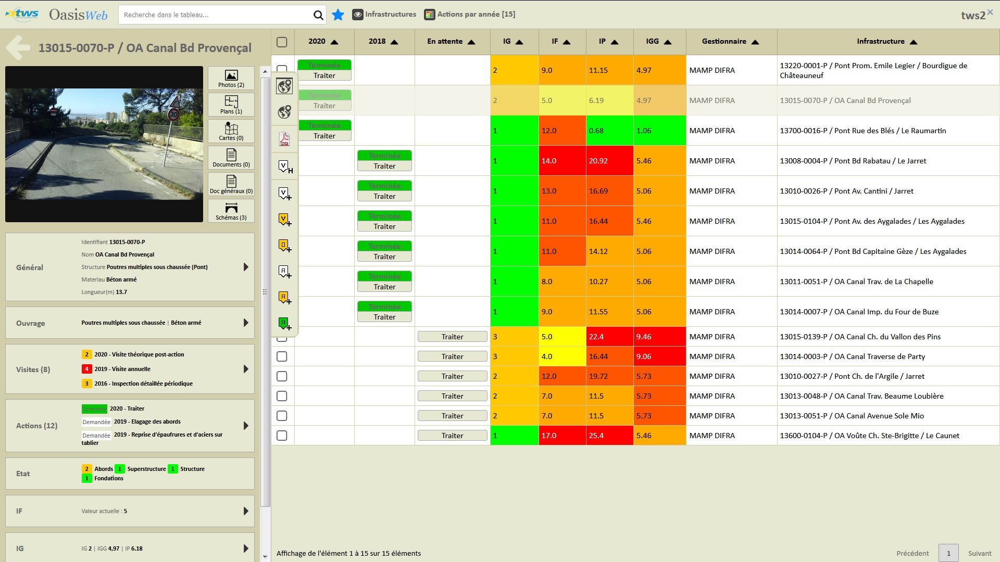 tws OasisWeb
Recherche dans le tableau...
Infrastructures
Actions par année [15]
tws2
13015-0070-P / OA Canal Bd Provençal
30
Photos (2)
Plans (1)
Cartes (0)
Documents (0)
Doc généraux (0)
Schémas (3)
Général
Identifiant 13015-0070-P
Nom OA Canal Bd Provençal
Structure Poutres multiples sous chaussée (Pont)
Materiau Béton armé
Longueur(m) 13.7
Ouvrage
Poutres multiples sous chaussée | Béton armé
Visites (8)
2 2020 - Visite théorique post-action
4 2019 - Visite annuelle
3 2016 - Inspection détaillée périodique
Actions (12)
Terminée 2020 - Traiter
Demandée 2019 - Elagage des abords
Demandée 2019 - Reprise d'épaufrures et d'aciers sur
tablier
Etat
2 Abords 1 Superstructure 1 Structure
1 Fondations
IF
Valeur actuelle : 5
IG
IG 2 | IGG 4,97 | IP 6.18
PDF
V H
V +
V +
D +
A +
A +
A +
2020 2018 En attente IG IF IP IGG Gestionnaire Infrastructure
Terminée
Traiter
2 9.0 11.15 4.97 MAMP DIFRA
13220-0001-P / Pont Prom. Emile Legier / Bourdigue de
Châteauneuf
Terminée
Traiter
2 5.0 6.19 4.97 MAMP DIFRA 13015-0070-P / OA Canal Bd Provençal
Terminée
Traiter
1 12.0 0.68 1.06 MAMP DIFRA 13700-0016-P / Pont Rue des Blés / Le Raumartin
Terminée
Traiter
1 14.0 20.92 5.46 MAMP DIFRA 13008-0004-P / Pont Bd Rabatau / Le Jarret
Terminée
Traiter
1 13.0 16.69 5.06 MAMP DIFRA 13010-0026-P / Pont Av. Cantini / Jarret
Terminée
Traiter
1 11.0 16.44 5.46 MAMP DIFRA 13015-0104-P / Pont Av. des Aygalades / Les Aygalades
Terminée
Traiter
1 11.0 14.12 5.06 MAMP DIFRA 13014-0064-P / Pont Bd Capitaine Gèze / Les Aygalades
Terminée
Traiter
1 8.0 10.27 5.06 MAMP DIFRA 13011-0051-P / OA Canal Trav. de La Chapelle
Terminée
Traiter
1 9.0 11.55 5.06 MAMP DIFRA 13014-0007-P / OA Canal Imp. du Four de Buze
Traiter 3 5.0 22.4 9.46 MAMP DIFRA 13015-0139-P / OA Canal Ch. du Vallon des Pins
Traiter 3 4.0 16.44 9.06 MAMP DIFRA 13014-0003-P / OA Canal Traverse de Party
Traiter 2 12.0 19.72 5.73 MAMP DIFRA 13010-0027-P / Pont Ch. de l'Argile / Jarret
Traiter 2 7.0 11.5 5.73 MAMP DIFRA 13013-0048-P / OA Canal Trav. Beaume Loubière
Traiter 2 7.0 11.5 5.73 MAMP DIFRA 13013-0051-P / OA Canal Avenue Sole Mio
Traiter 1 17.0 25.4 5.46 MAMP DIFRA 13600-0104-P / OA Voûte Ch. Ste-Brigitte / Le Caunet
Affichage de l'élément 1 à 15 sur 15 éléments
Précédent 1 Suivant